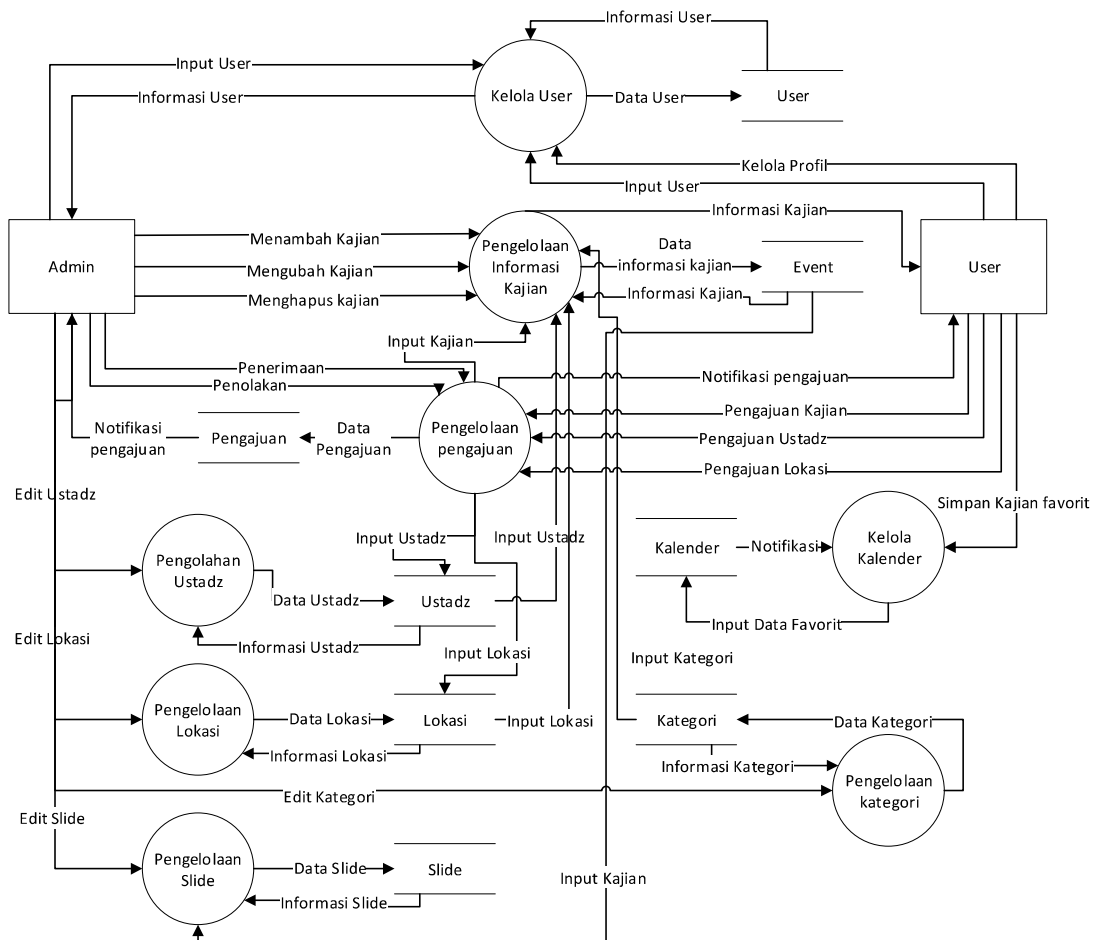 Informasi User
Input User
Informasi User
Kelola User
Data User
User
Kelola Profil
Input User
Informasi Kajian
Admin
Menambah Kajian
Mengubah Kajian
Menghapus kajian
Pengelolaan
Informasi
Kajian
Data
informasi kajian
Informasi Kajian
Event
User
Input Kajian
Penerimaan
Penolakan
Notifikasi pengajuan
Notifikasi
pengajuan
Pengajuan
Data
Pengajuan
Pengelolaan
pengajuan
Pengajuan Kajian
Pengajuan Ustadz
Pengajuan Lokasi
Edit Ustadz
Simpan Kajian favorit
Input Ustadz
Input Ustadz
Pengolahan
Ustadz
Data Ustadz
Ustadz
Kalender
Notifikasi
Kelola
Kalender
Informasi Ustadz
Input Data Favorit
Edit Lokasi
Input Lokasi
Input Kategori
Pengelolaan
Lokasi
Data Lokasi
Lokasi
Input Lokasi
Kategori
Data Kategori
Informasi Lokasi
Informasi Kategori
Pengelolaan
kategori
Edit Kategori
Edit Slide
Pengelolaan
Slide
Data Slide
Slide
Input Kajian
Informasi Slide